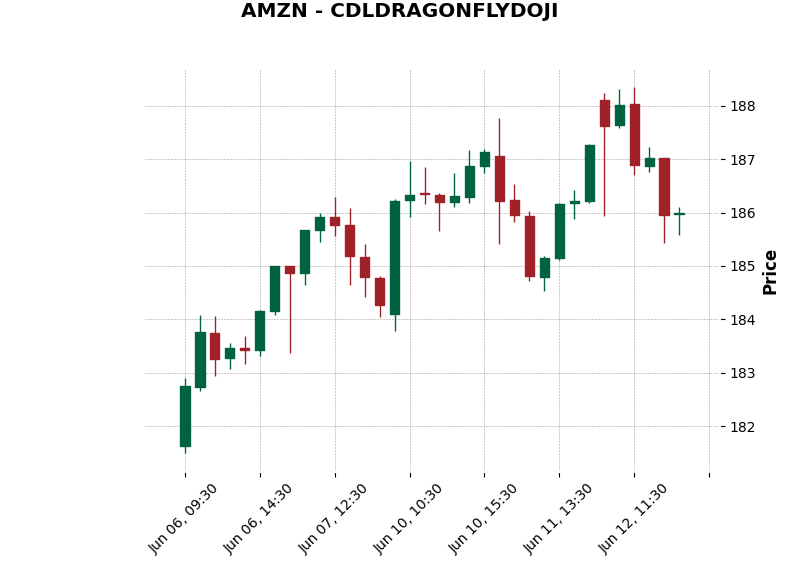 AMZN - CDLDRAGONFLYDOJI
188
187
186
185
184
183
182
Price
Jun 06, 09:30
Jun 06, 14:30
Jun 07, 12:30
Jun 10, 10:30
Jun 10, 15:30
Jun 11, 13:30
Jun 12, 11:30